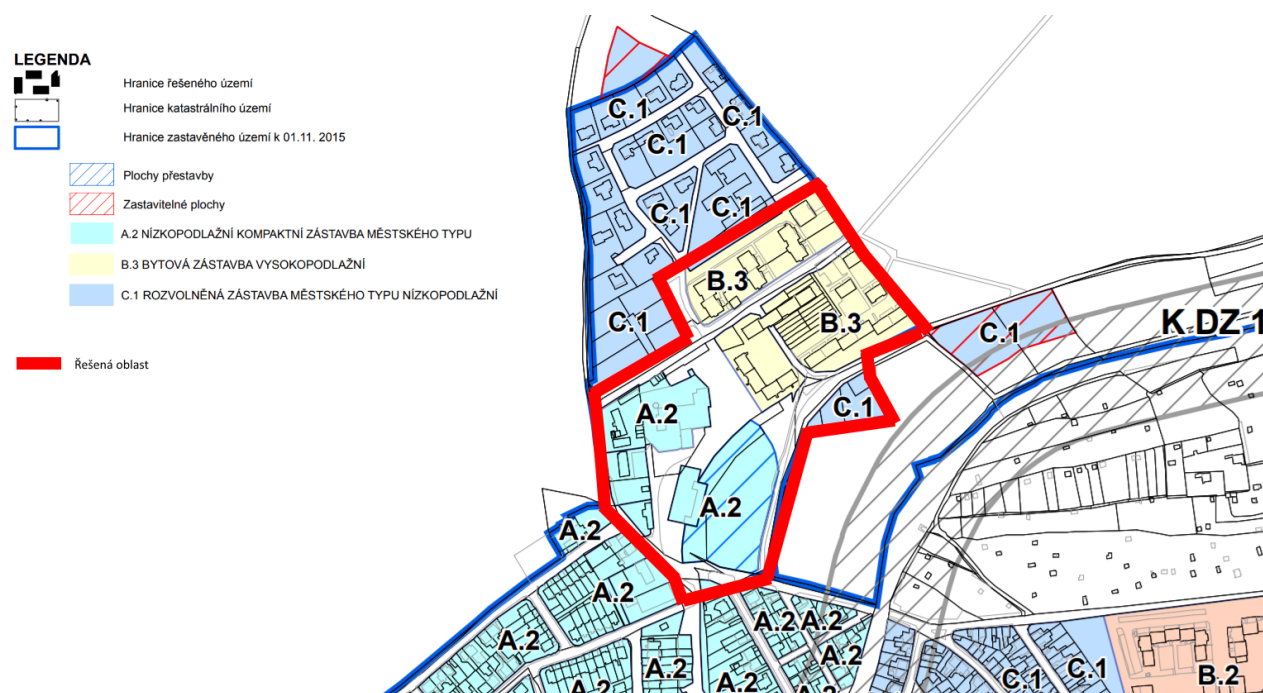 LEGENDA
Hranice řešeného území
Hranice katastrálního území
Hranice zastavěného území k 01.11. 2015
Plochy přestavby
Zastavitelné plochy
A.2 NÍZKOPODLAŽNÍ KOMPAKTNÍ ZÁSTAVBA MĚSTSKÉHO TYPU
B.3 BYTOVÁ ZÁSTAVBA VYSOKOPODLAŽNÍ
C.1 ROZVOLNĚNÁ ZÁSTAVBA MĚSTSKÉHO TYPU NÍZKOPODLAŽNÍ
Řešená oblast
C.1
C.1
C.1
C.1
C.1
B.3
C.1
B.3
C.1
K DZ 1
A.2
C.1
A.2
A.2
A.2
A.2
A.2
A.2
A.2
A.2
A.2
A.2
A.2
C.1
C.1
B.2